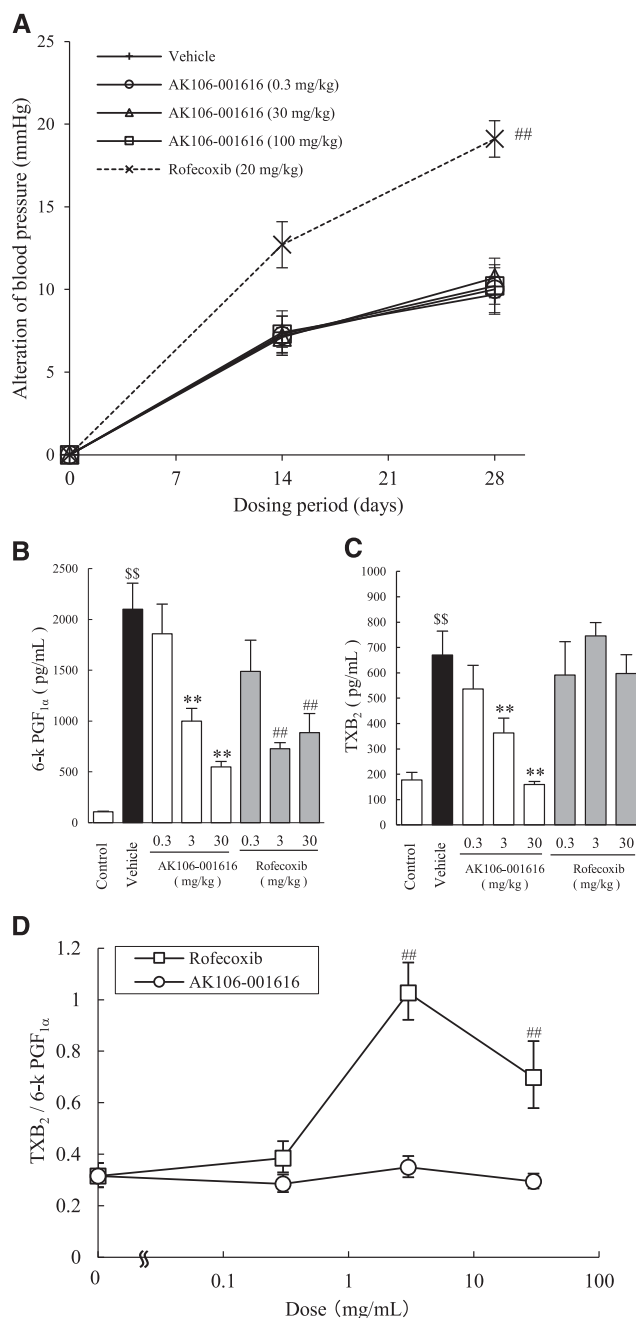 A
25
20
15
10
5
0
Alteration of blood pressure (mmHg)
Vehicle
AK106-001616 (0.3 mg/kg)
AK106-001616 (30 mg/kg)
AK106-001616 (100 mg/kg)
Rofecoxib (20 mg/kg)
##
0 7 14 21 28
Dosing period (days)
B
2500
2000
1500
1000
500
0
6-k PGF1α ( pg/mL )
$$
**
**
##
##
Control
Vehicle
0.3 3 30 0.3 3 30
AK106-001616 Rofecoxib
( mg/kg ) ( mg/kg )
C
1000
900
800
700
600
500
400
300
200
100
0
TXB2 ( pg/mL )
$$
**
**
Control
Vehicle
0.3 3 30 0.3 3 30
AK106-001616 Rofecoxib
( mg/kg ) ( mg/kg )
D
1.2
1
0.8
0.6
0.4
0.2
0
TXB2 / 6-k PGF1α
Rofecoxib
AK106-001616
##
##
0 0.1 1 10 100
Dose (mg/mL)